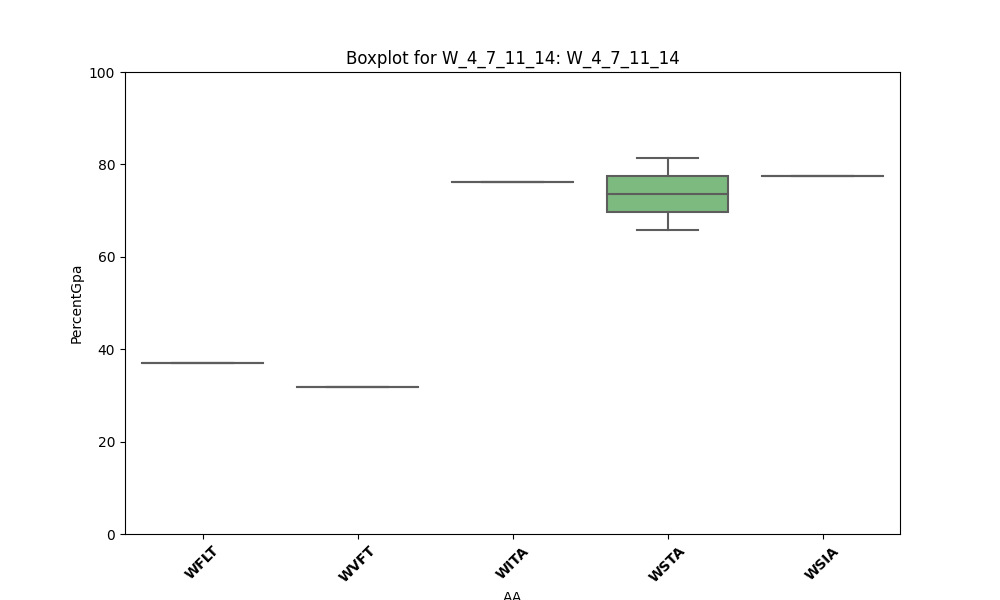 Boxplot for W_4_7_11_14: W_4_7_11_14
100
80
60
40
20
0
PercentGpa
WFLT
WVFT
WITA
WSTA
WSIA
AA